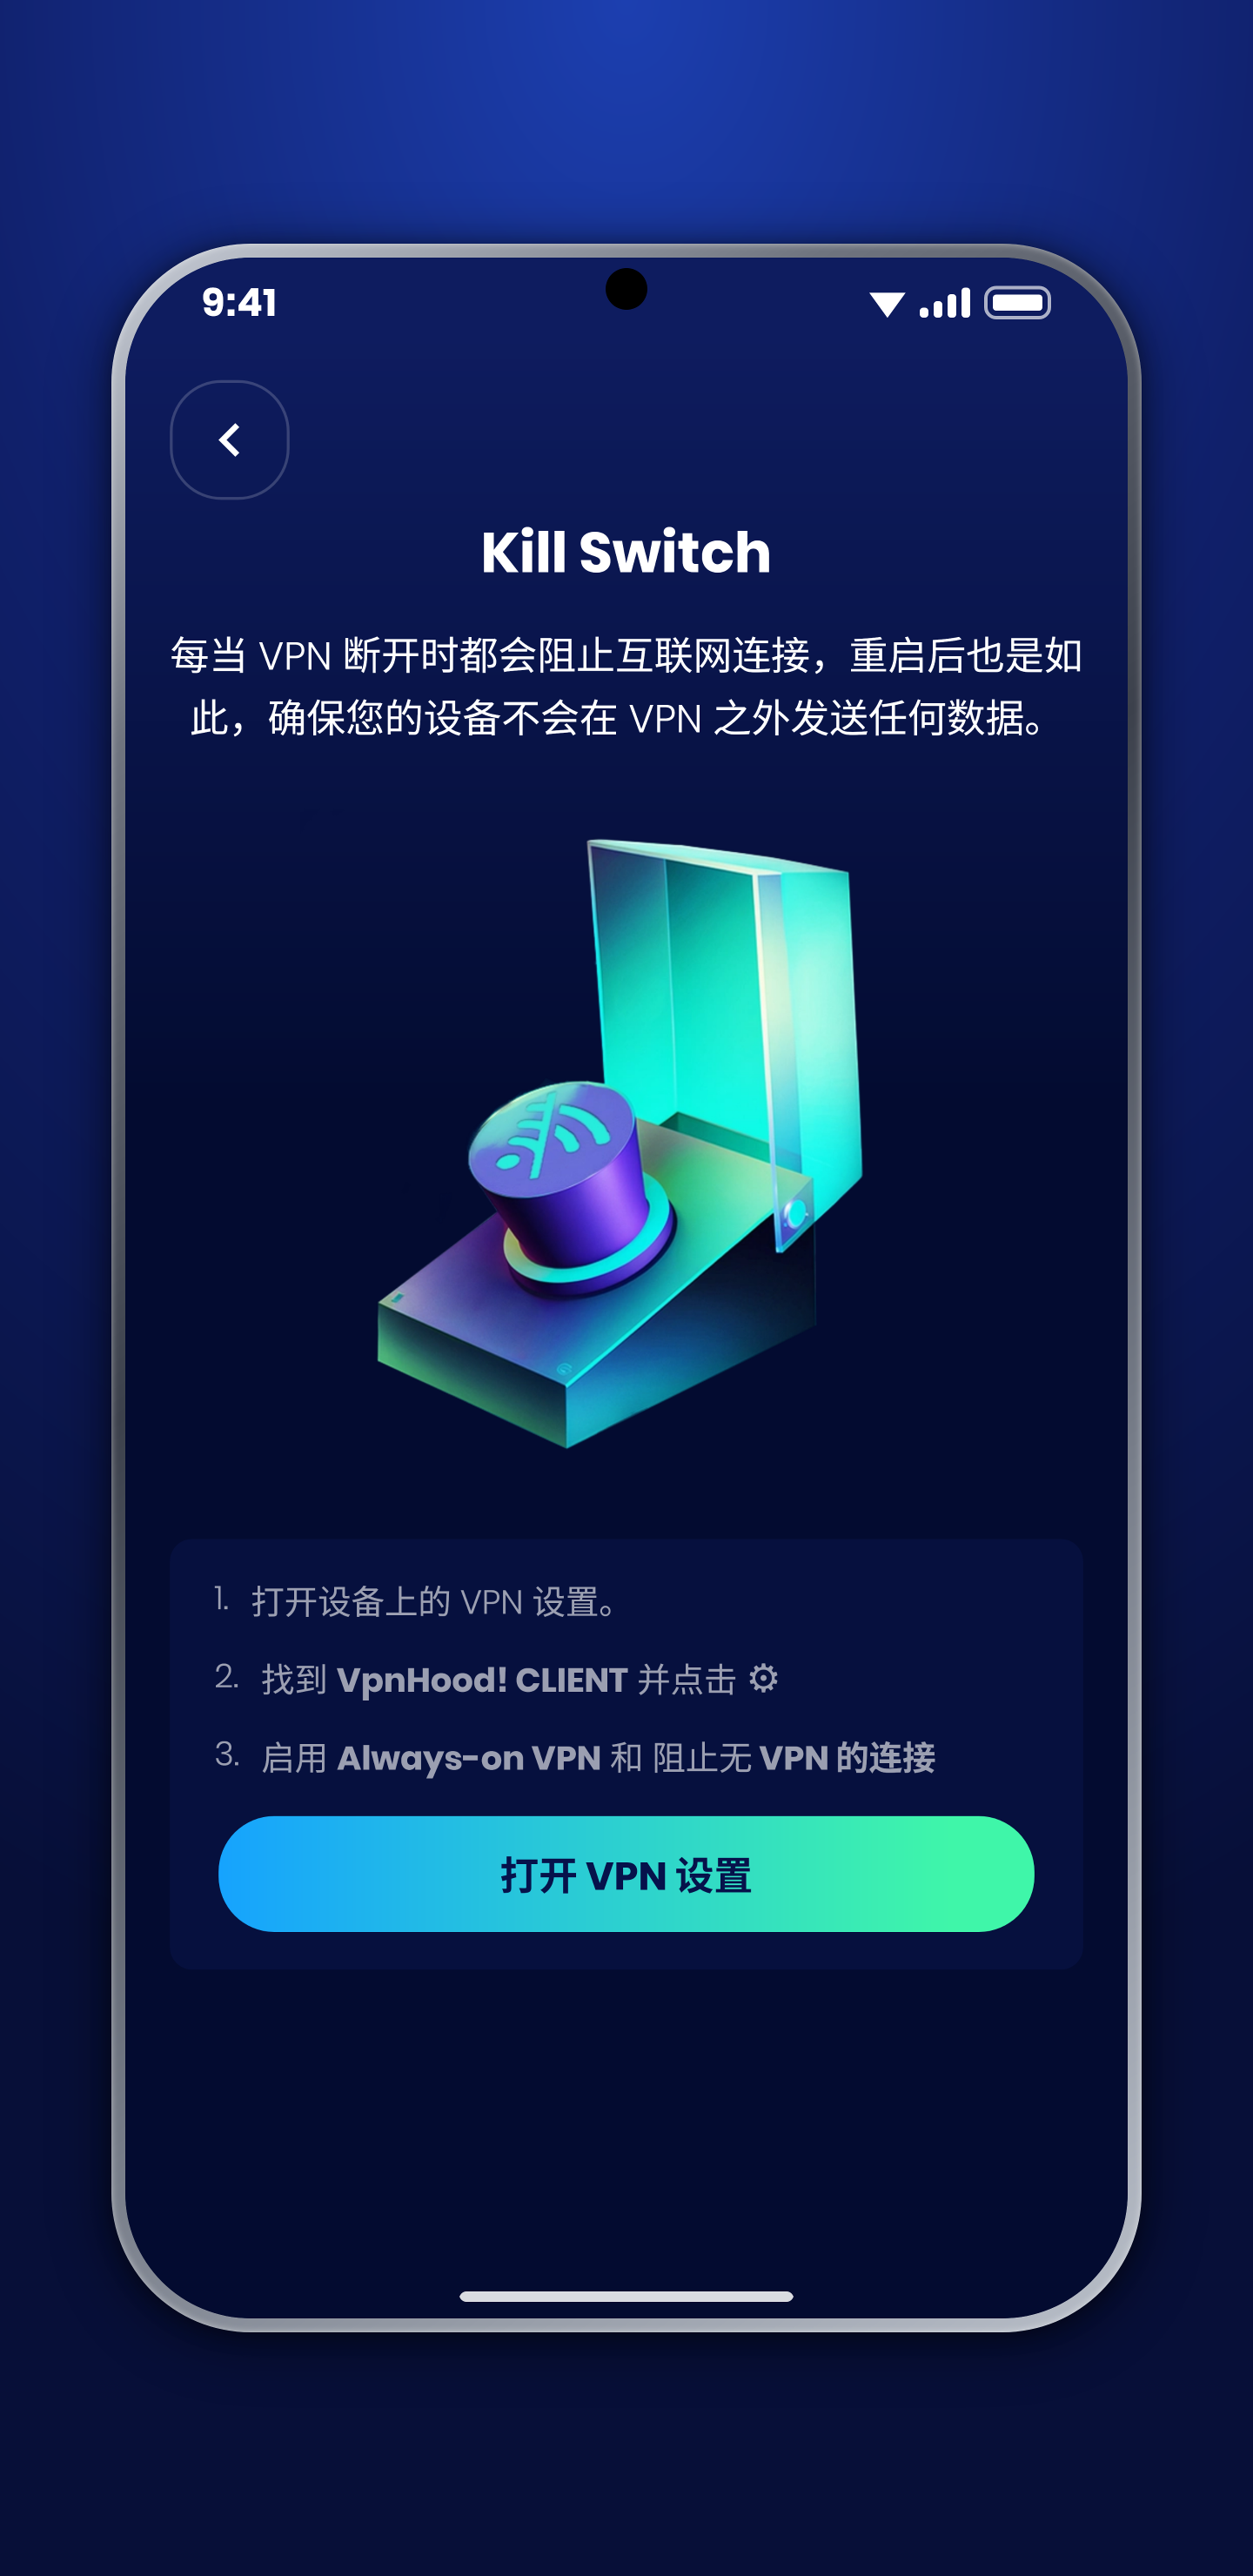 9:41
Kill Switch
每当 VPN 断开时都会阻止互联网连接，重启后也是如
此，确保您的设备不会在 VPN 之外发送任何数据。
1. 打开设备上的 VPN 设置。
2. 找到 VpnHood! CLIENT 并点击 ⚙
3. 启用 Always-on VPN 和 阻止无 VPN 的连接
打开 VPN 设置